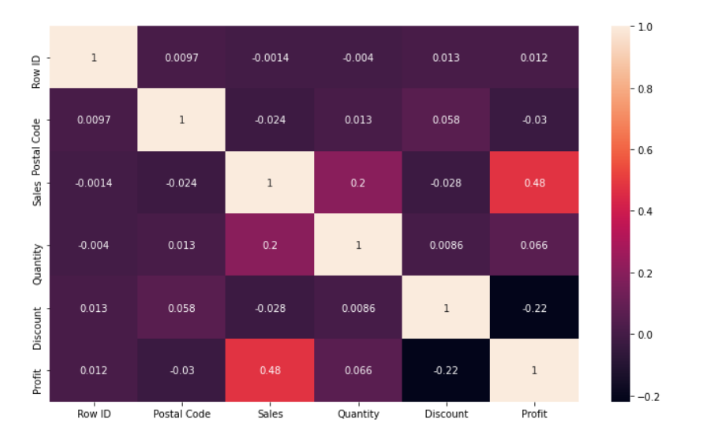 Row ID 1 0.0097 -0.0014 -0.004 0.013 0.012
Postal Code 0.0097 1 -0.024 0.013 0.058 -0.03
Sales -0.0014 -0.024 1 0.2 -0.028 0.48
Quantity -0.004 0.013 0.2 1 0.0086 0.066
Discount 0.013 0.058 -0.028 0.0086 1 -0.22
Profit 0.012 -0.03 0.48 0.066 -0.22 1
Row ID Postal Code Sales Quantity Discount Profit
1.0
0.8
0.6
0.4
0.2
0.0
−0.2